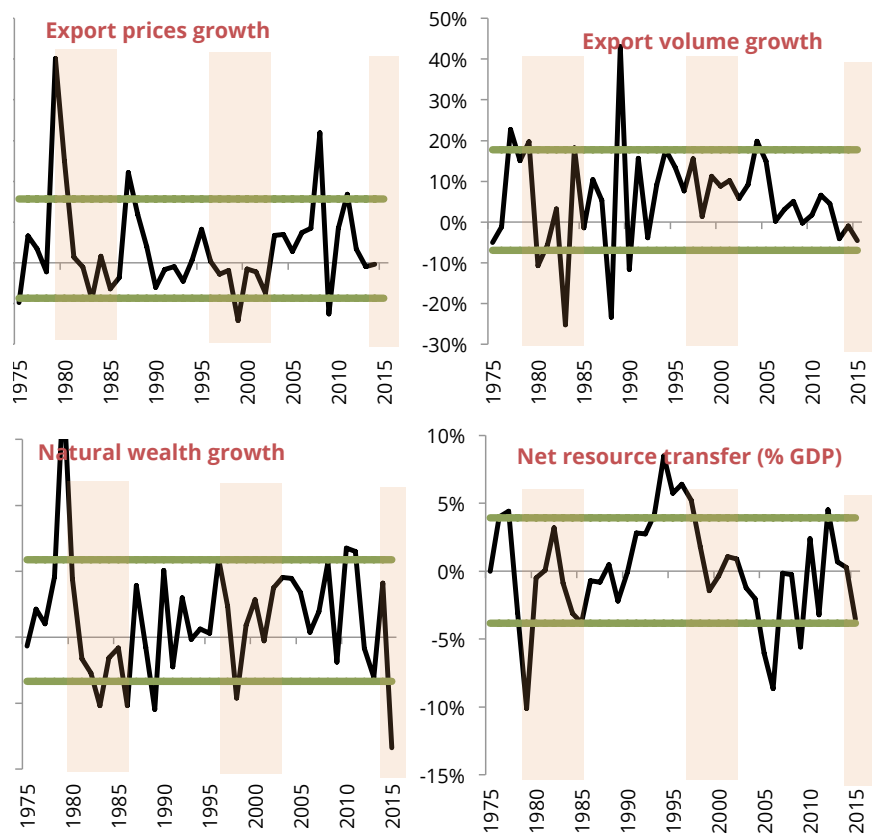 Export prices growth
1975 1980 1985 1990 1995 2000 2005 2010 2015
Export volume growth
50%
40%
30%
20%
10%
0%
-10%
-20%
-30%
1975 1980 1985 1990 1995 2000 2005 2010 2015
Natural wealth growth
1975 1980 1985 1990 1995 2000 2005 2010 2015
Net resource transfer (% GDP)
10%
5%
0%
-5%
-10%
-15%
1975 1980 1985 1990 1995 2000 2005 2010 2015